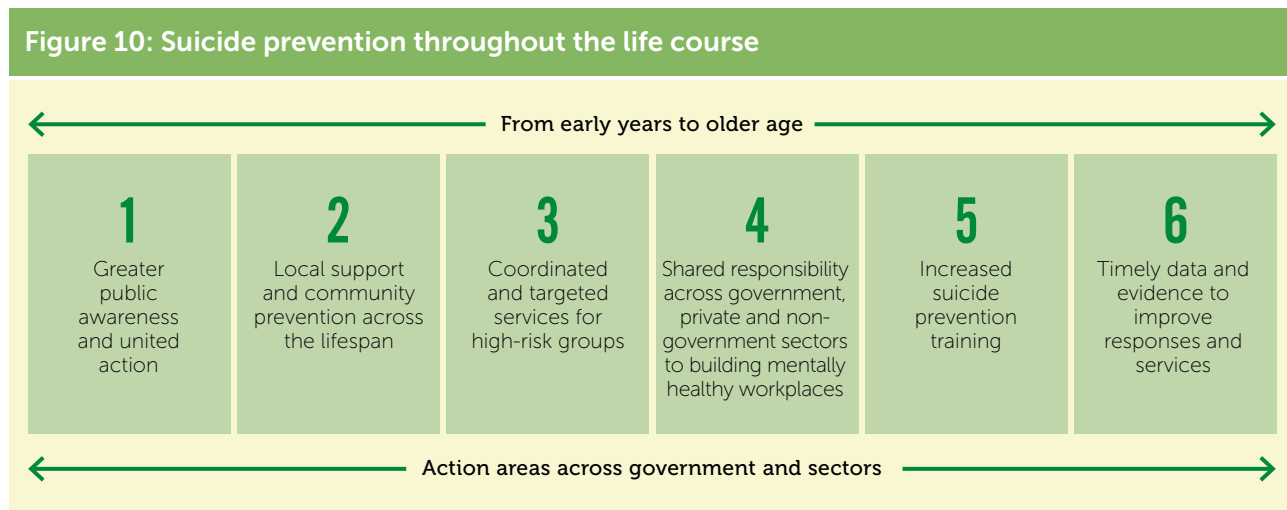 Figure 10: Suicide prevention throughout the life course
From early years to older age
1
Greater
public
awareness
and united
action
2
Local support
and community
prevention across
the lifespan
3
Coordinated
and targeted
services for
high-risk groups
4
Shared responsibility
across government,
private and non-
government sectors
to building mentally
healthy workplaces
5
Increased
suicide
prevention
training
6
Timely data and
evidence to
improve
responses and
services
Action areas across government and sectors